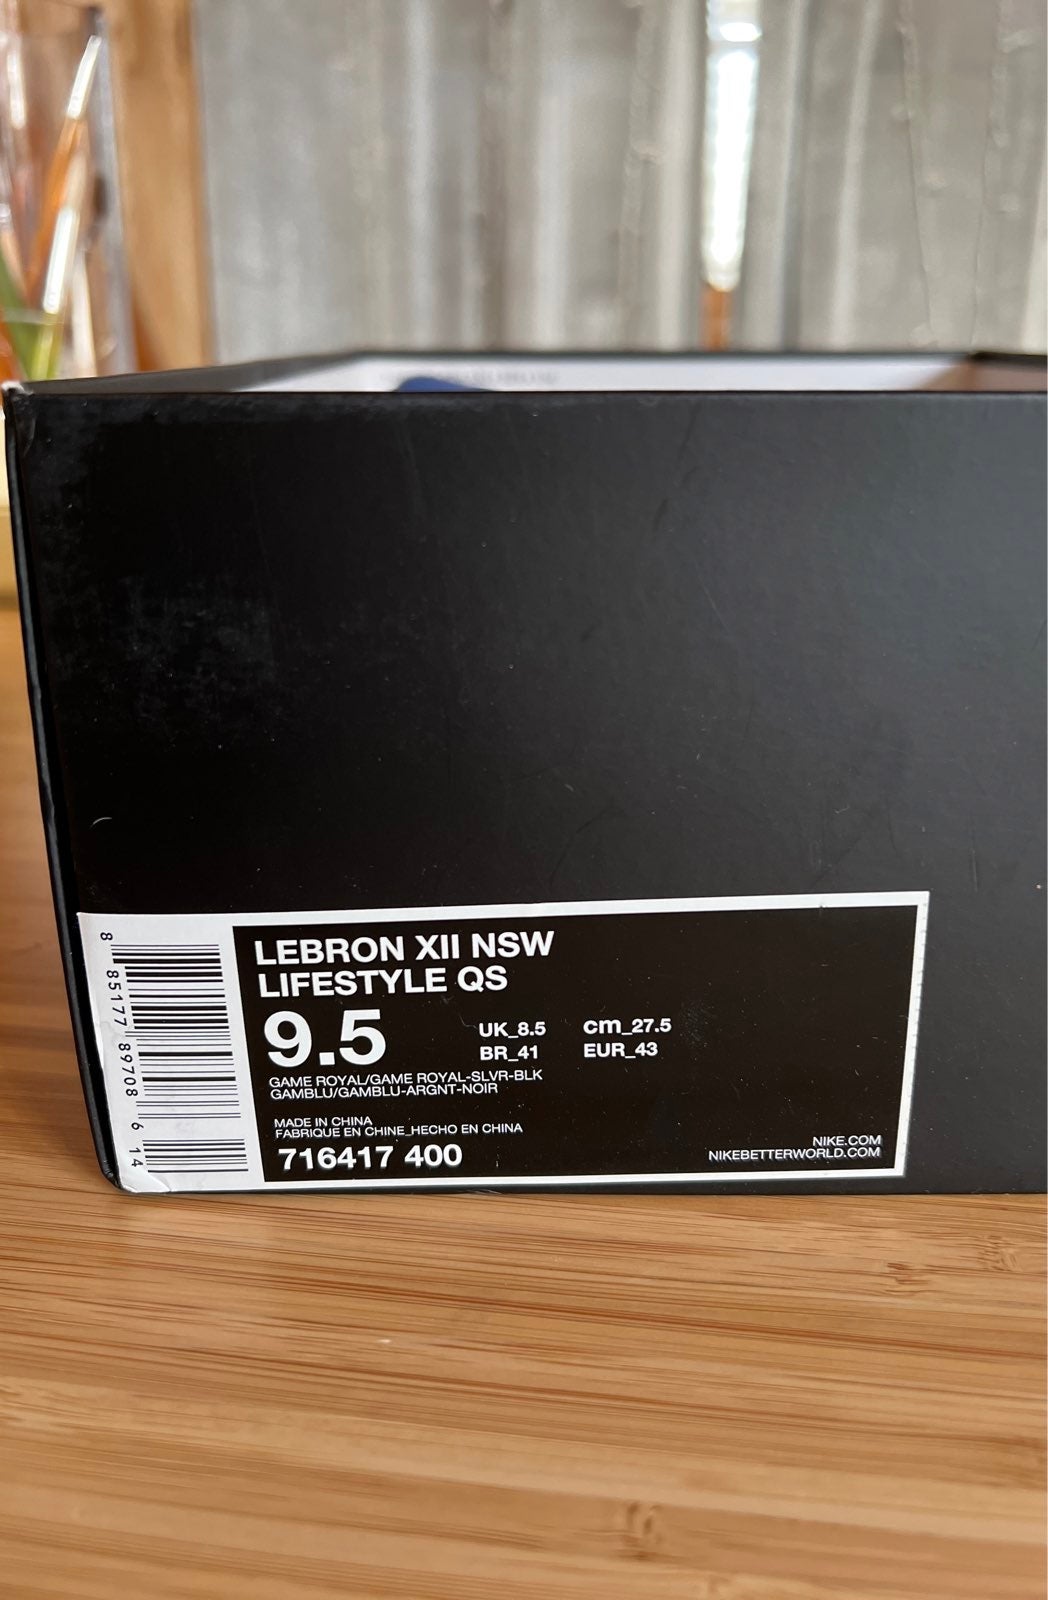 LEBRON XII NSW
LIFESTYLE QS
9.5
UK_8.5 cm_27.5
BR_41 EUR_43
GAME ROYAL/GAME ROYAL-SLVR-BLK
GAMBLU/GAMBLU-ARGNT-NOIR
MADE IN CHINA
FABRIQUE EN CHINE_HECHO EN CHINA
716417 400
NIKE.COM
NIKEBETTERWORLD.COM
8 85177 89708 6 14